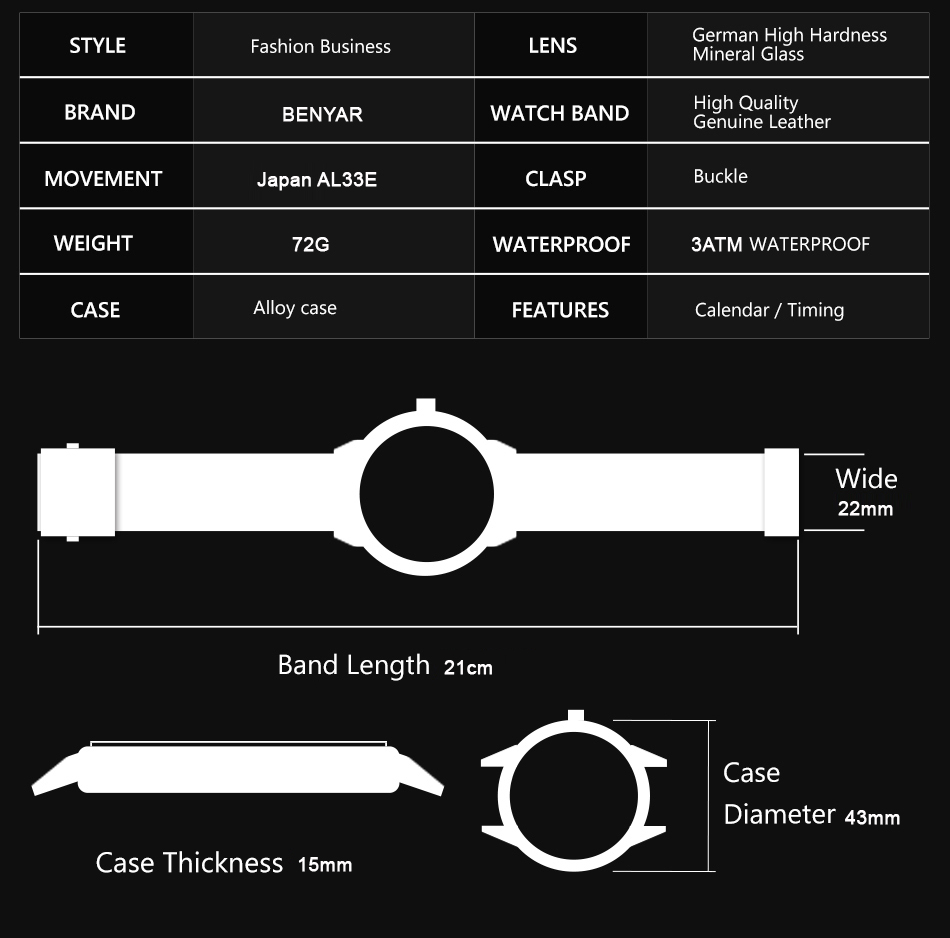 STYLE
Fashion Business
LENS
German High Hardness
Mineral Glass
BRAND
BENYAR
WATCH BAND
High Quality
Genuine Leather
MOVEMENT
Japan AL33E
CLASP
Buckle
WEIGHT
72G
WATERPROOF
3ATM WATERPROOF
CASE
Alloy case
FEATURES
Calendar / Timing
Wide
22mm
Band Length 21cm
Case
Diameter 43mm
Case Thickness 15mm